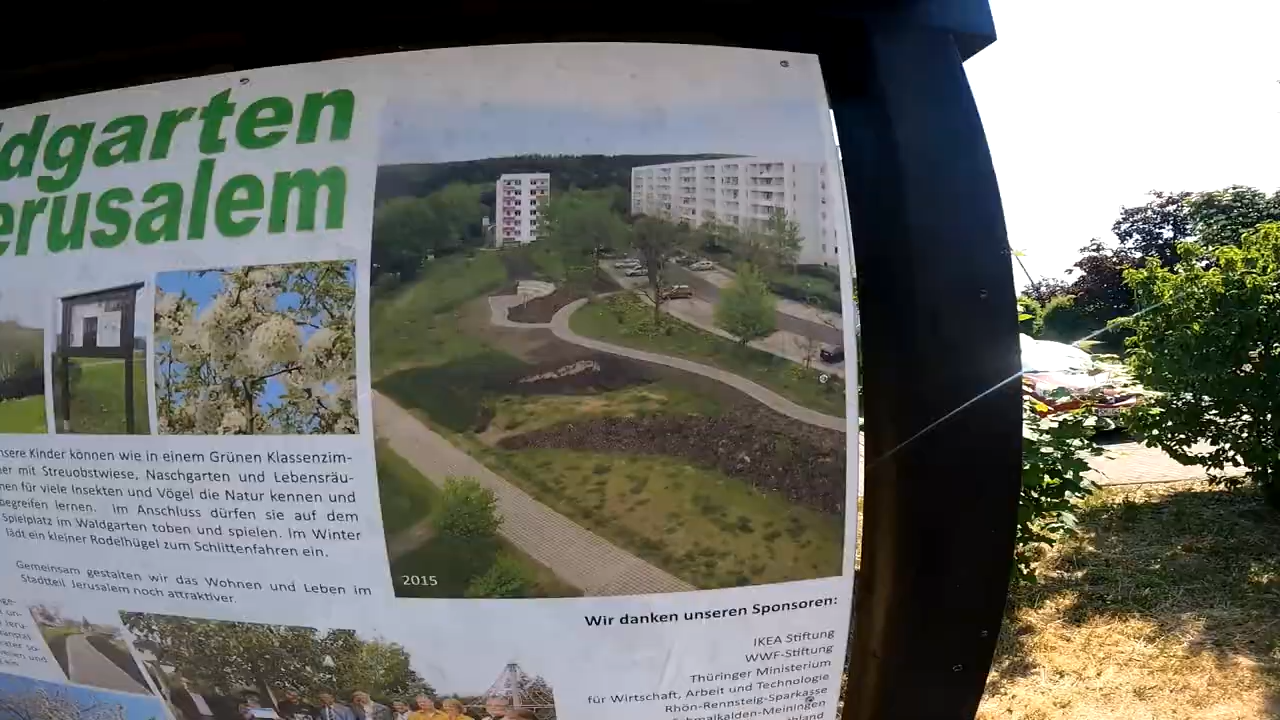 dgarten
erusalem
nsere Kinder können wie in einem Grünen Klassenzim-
er mit Streuobstwiese, Naschgarten und Lebensräu-
en für viele Insekten und Vögel die Natur kennen und
begreifen lernen. Im Anschluss dürfen sie auf dem
Spielplatz im Waldgarten toben und spielen. Im Winter
lädt ein kleiner Rodelhügel zum Schlittenfahren ein.
Gemeinsam gestalten wir das Wohnen und Leben im
Stadtteil Jerusalem noch attraktiver.
2015
Wir danken unseren Sponsoren:
IKEA Stiftung
WWF-Stiftung
Thüringer Ministerium
für Wirtschaft, Arbeit und Technologie
Rhön-Rennsteig-Sparkasse
Schmalkalden-Meiningen